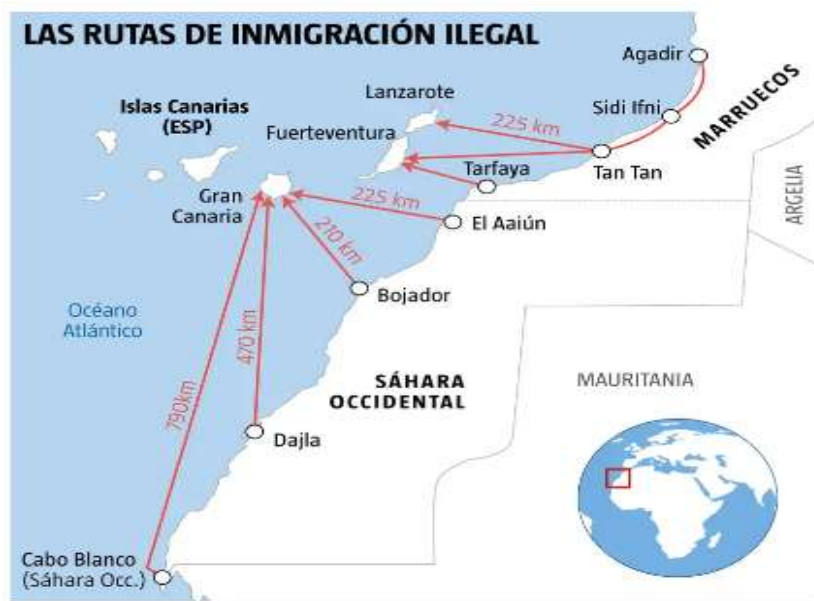 LAS RUTAS DE INMIGRACIÓN ILEGAL
Agadir
Islas Canarias
(ESP)
Lanzarote
Sidi Ifni
MARRUECOS
Fuerteventura
225 km
Tan Tan
Tarfaya
Gran
Canaria
225 km
El Aaiún
ARGELIA
210 km
Bojador
Océano
Atlántico
470 km
790km
SÁHARA
OCCIDENTAL
MAURITANIA
Dajla
Cabo Blanco
(Sáhara Occ.)